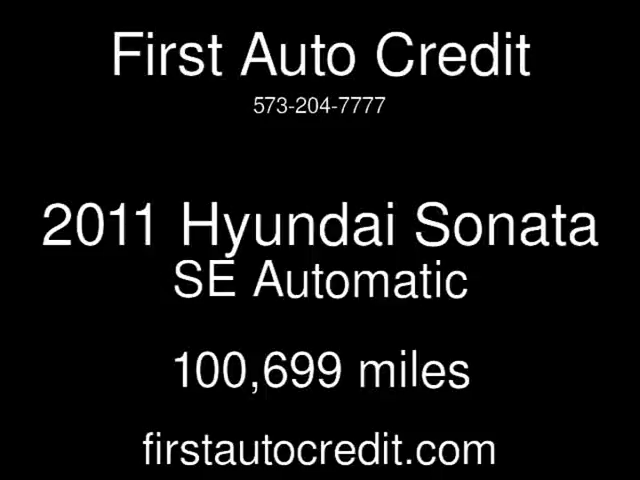 First Auto Credit
573-204-7777
2011 Hyundai Sonata
SE Automatic
100,699 miles
firstautocredit.com